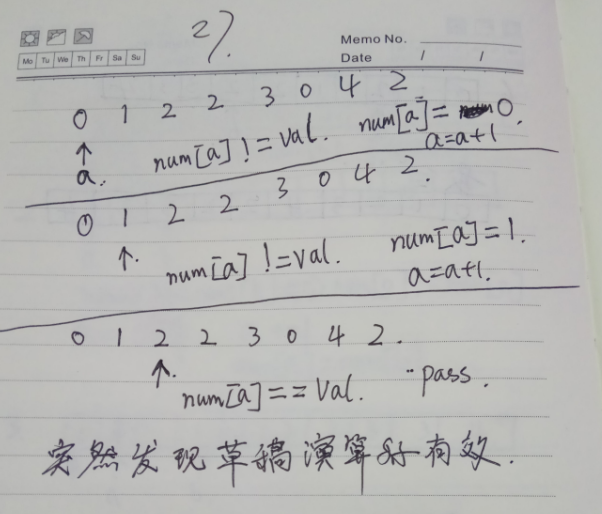 2).
Memo No.
Mo Tu We Th Fr Sa Su
Date / /
0 1 2 2 3 0 4 2
↑ num[a] != val. num[a] = 0.
a. a=a+1
0 1 2 2 3 0 4 2.
↑. num[a] != val. num[a] = 1.
a=a+1.
0 1 2 2 3 0 4 2.
↑. num[a] == Val. pass.
突然发现草稿演算好有效.